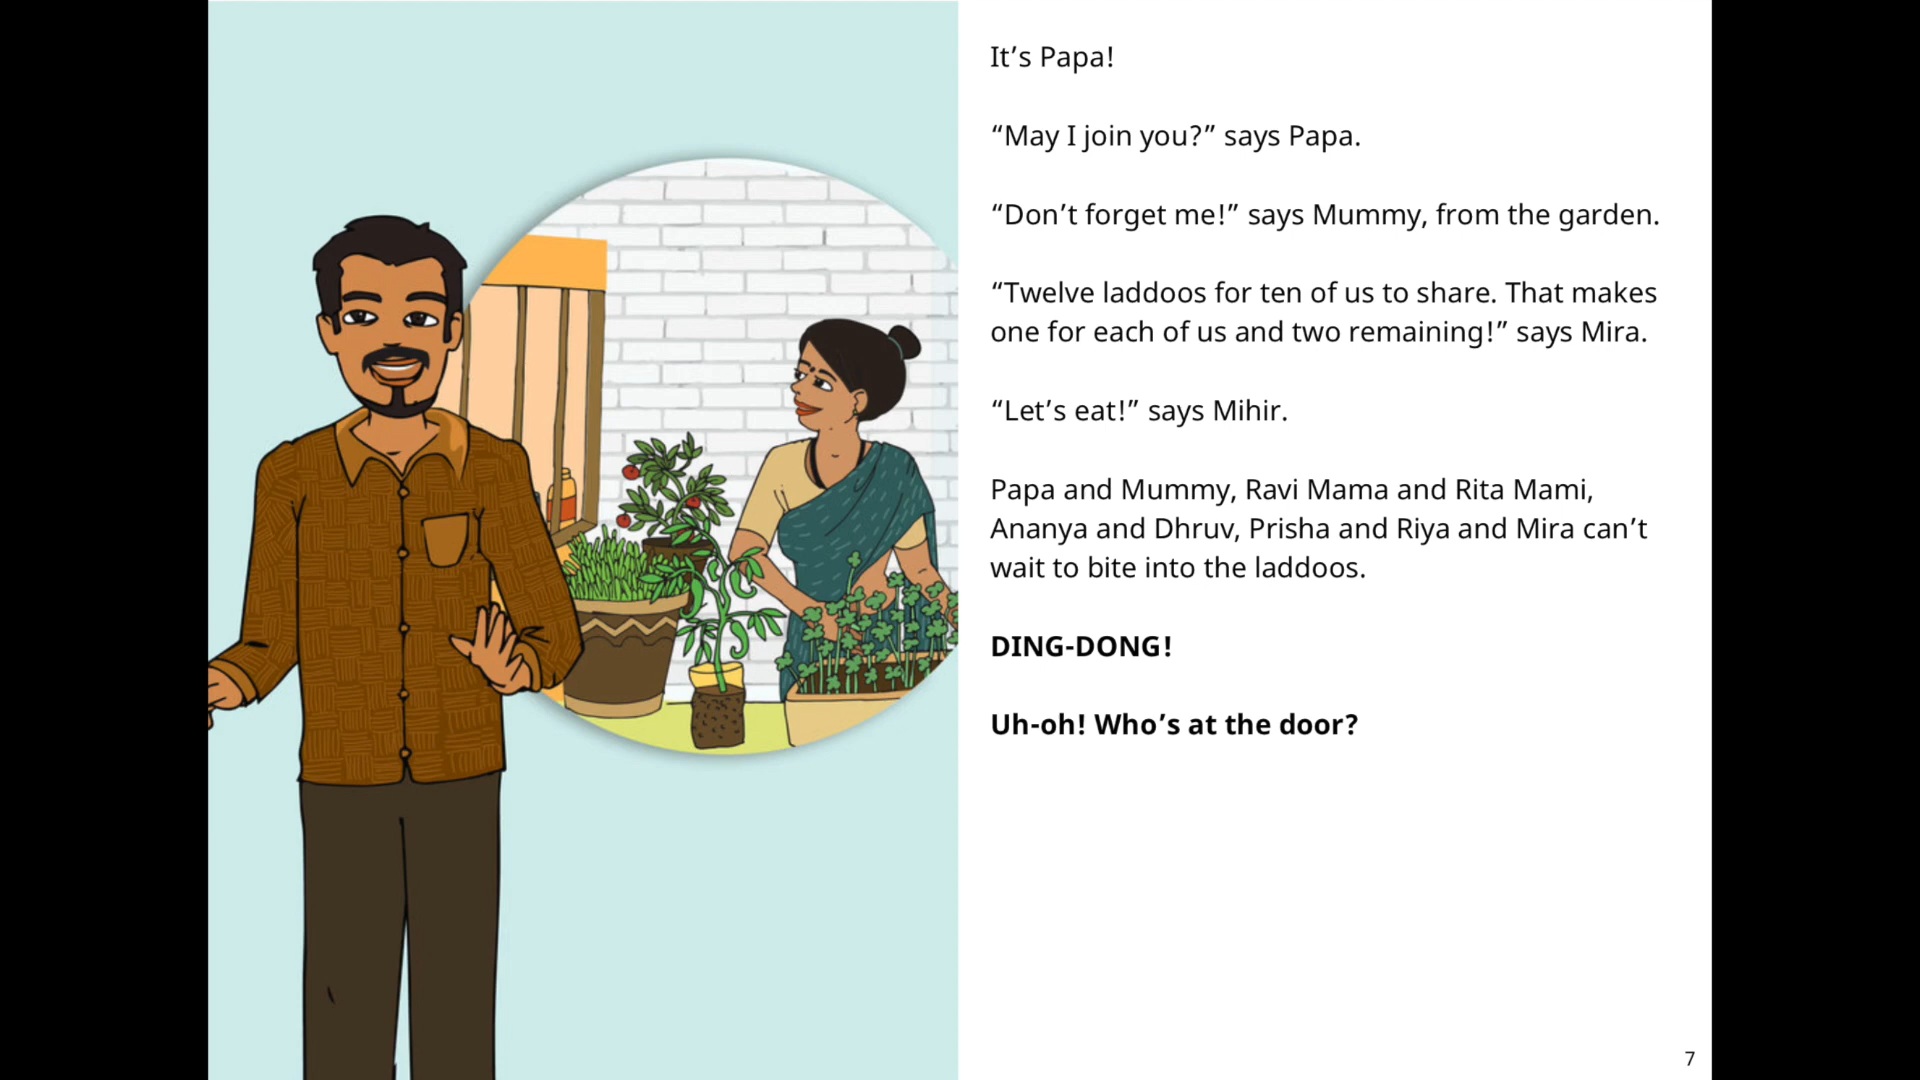 It’s Papa!
“May I join you?” says Papa.
“Don’t forget me!” says Mummy, from the garden.
“Twelve laddoos for ten of us to share. That makes
one for each of us and two remaining!” says Mira.
“Let’s eat!” says Mihir.
Papa and Mummy, Ravi Mama and Rita Mami,
Ananya and Dhruv, Prisha and Riya and Mira can’t
wait to bite into the laddoos.
DING-DONG!
Uh-oh! Who’s at the door?
7